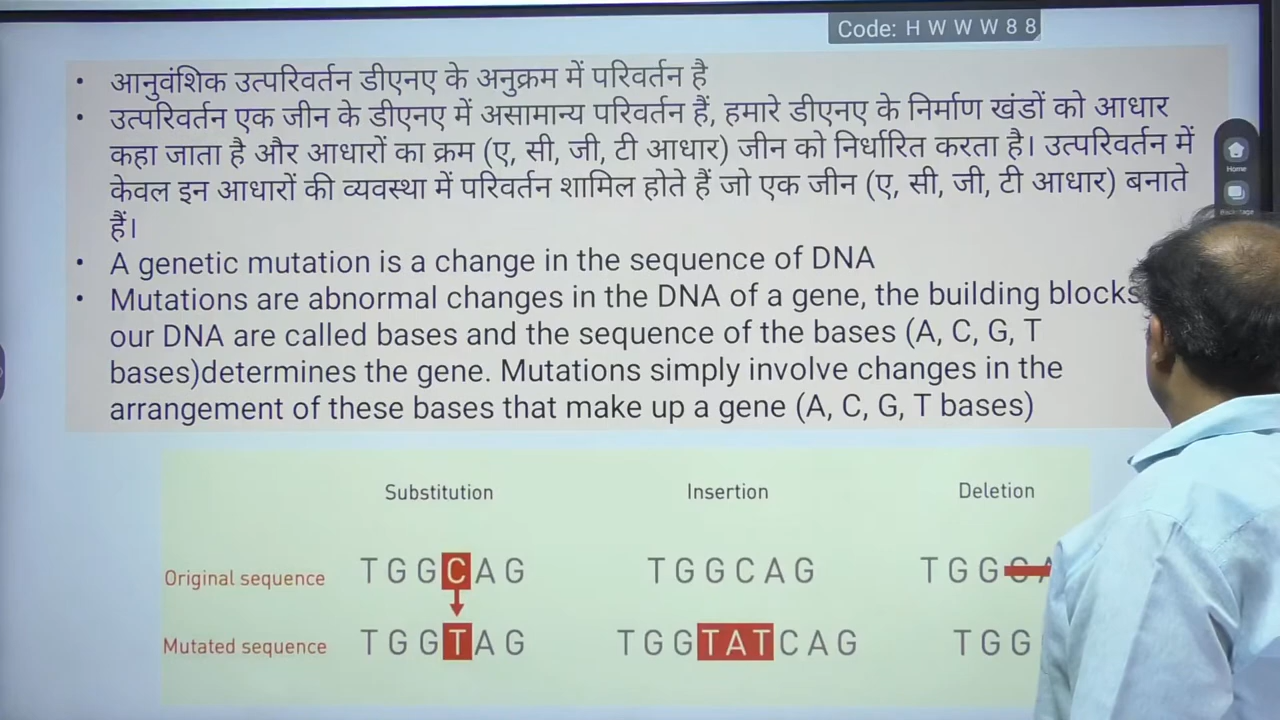 Code: H W W W 8 8
• आनुवंशिक उत्परिवर्तन डीएनए के अनुक्रम में परिवर्तन है
• उत्परिवर्तन एक जीन के डीएनए में असामान्य परिवर्तन हैं, हमारे डीएनए के निर्माण खंडों को आधार
कहा जाता है और आधारों का क्रम (ए, सी, जी, टी आधार) जीन को निर्धारित करता है। उत्परिवर्तन में
केवल इन आधारों की व्यवस्था में परिवर्तन शामिल होते हैं जो एक जीन (ए, सी, जी, टी आधार) बनाते
हैं।
Home
• A genetic mutation is a change in the sequence of DNA
• Mutations are abnormal changes in the DNA of a gene, the building blocks
our DNA are called bases and the sequence of the bases (A, C, G, T
bases)determines the gene. Mutations simply involve changes in the
arrangement of these bases that make up a gene (A, C, G, T bases)
Substitution Insertion Deletion
Original sequence T G G C A G T G G C A G T G G
Mutated sequence T G G T A G T G G T A T C A G T G G